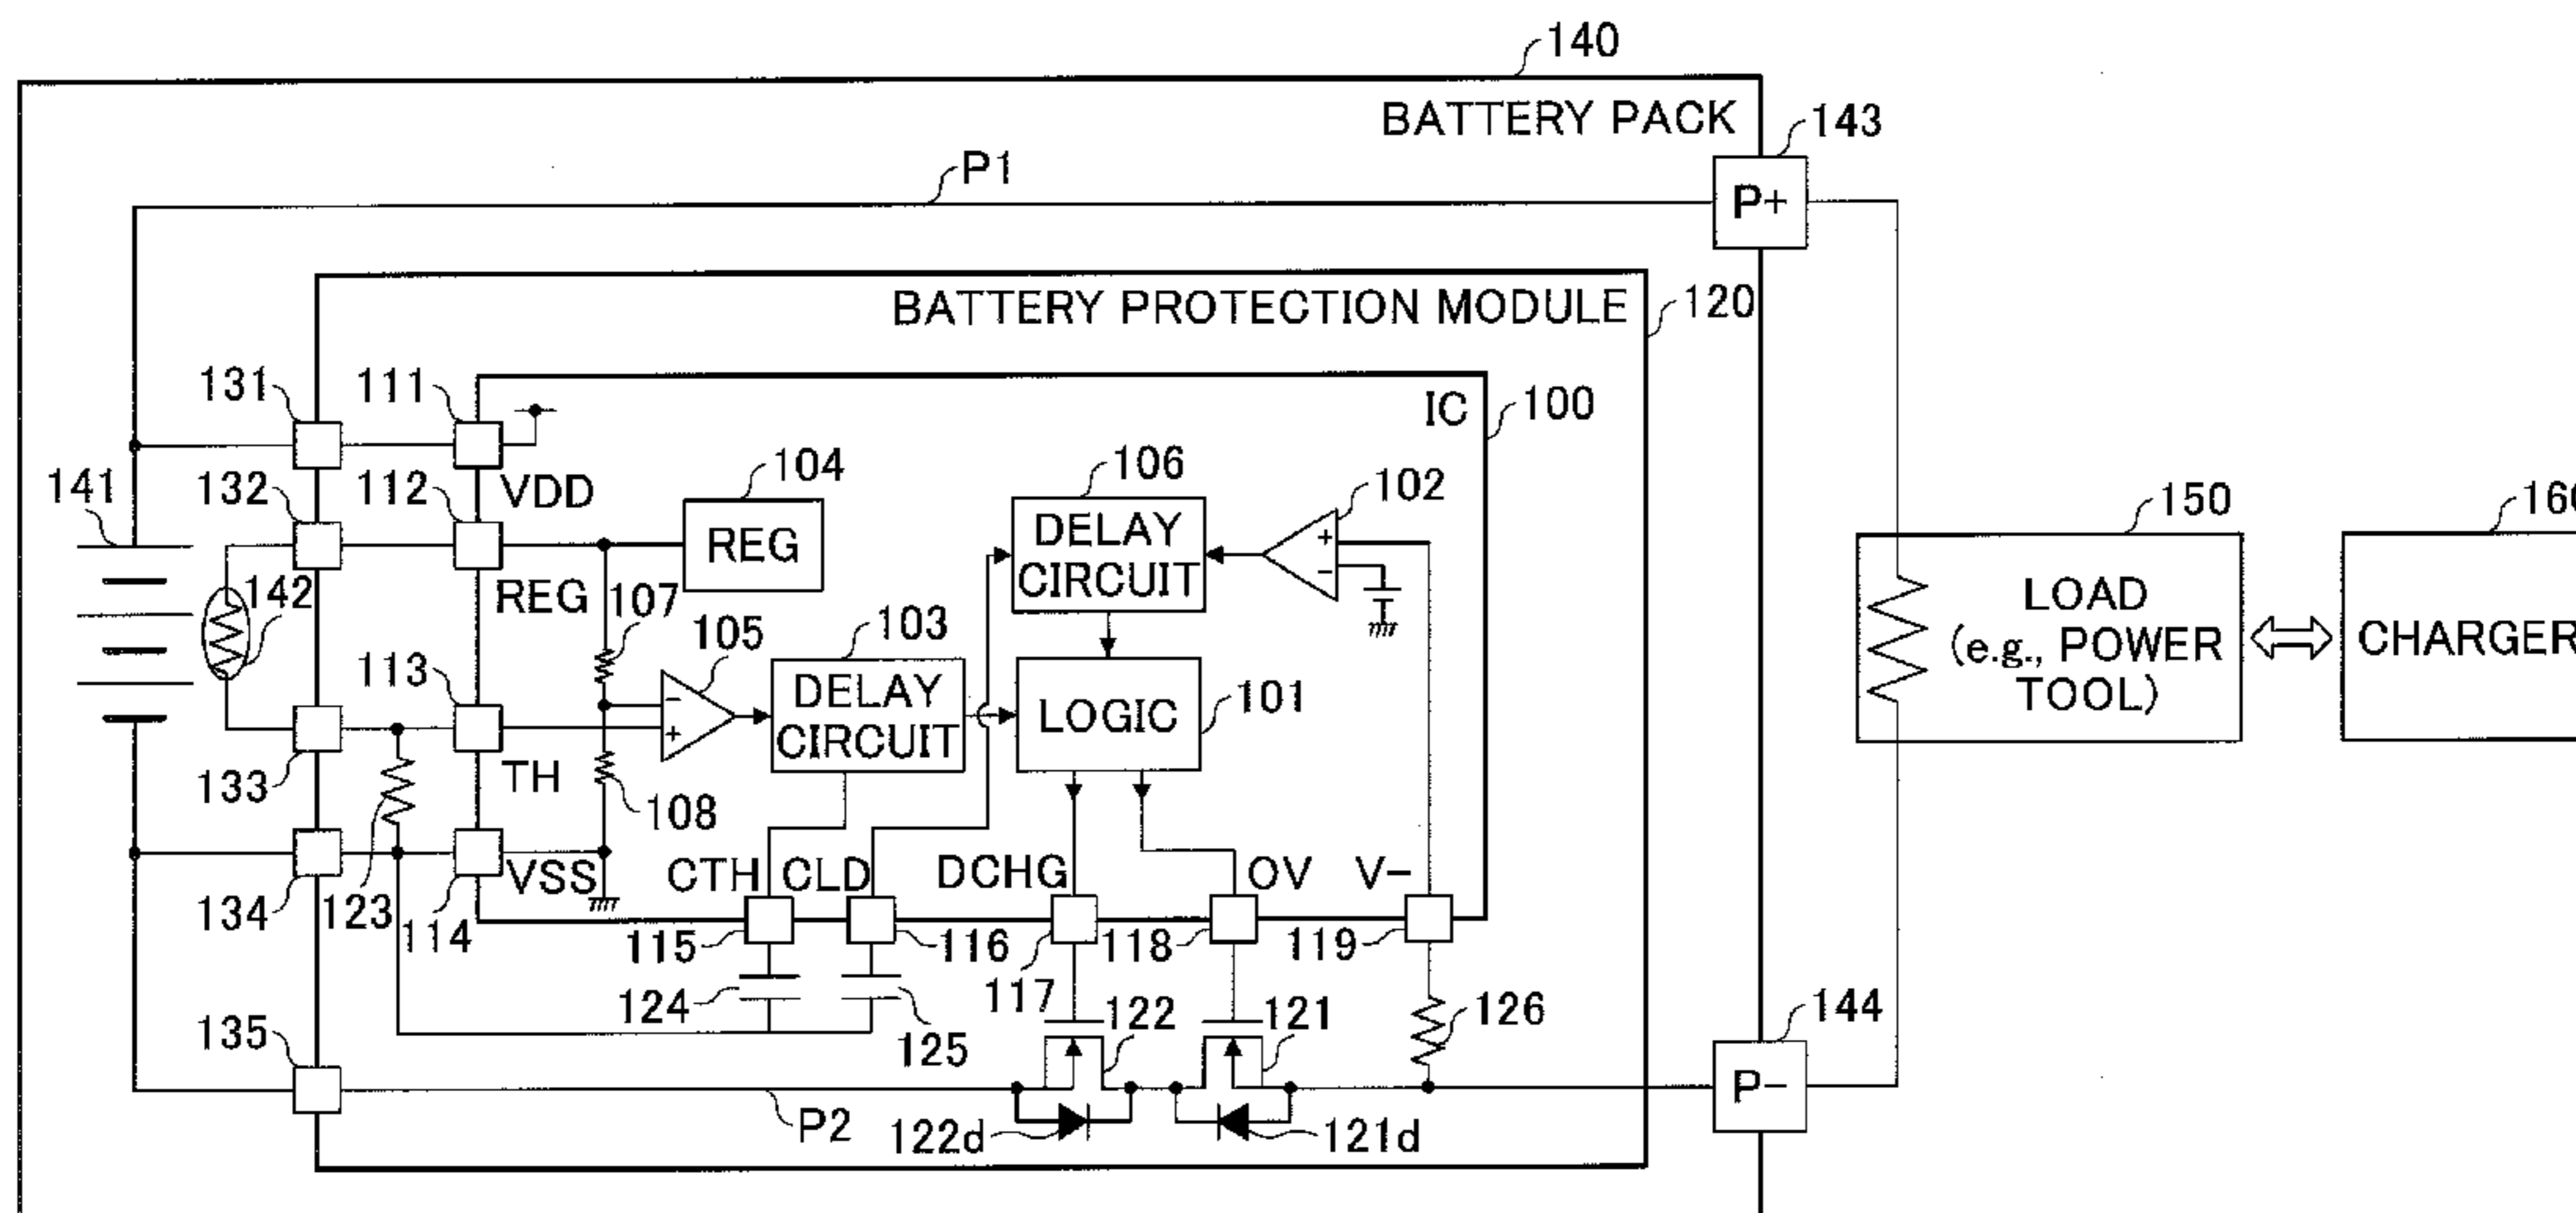 140
BATTERY PACK
143
P1
P+
BATTERY PROTECTION MODULE
120
131
111
IC
100
141
132
112
VDD
104
106
102
150
160
REG
DELAY
CIRCUIT
+
−
142
REG
107
105
103
LOAD
(e.g., POWER
TOOL)
CHARGER
113
−
+
DELAY
CIRCUIT
LOGIC
101
133
TH
108
134
123
114
VSS
CTH
CLD
DCHG
OV
V−
115
116
117
118
119
124
125
122
121
126
144
135
P2
122d
121d
P−